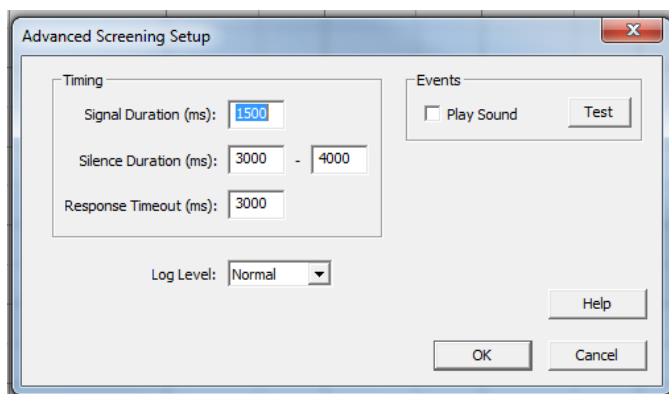 Advanced Screening Setup
Timing
Signal Duration (ms): 1500
Silence Duration (ms): 3000 - 4000
Response Timeout (ms): 3000
Log Level: Normal
Events
Play Sound Test
Help
OK Cancel